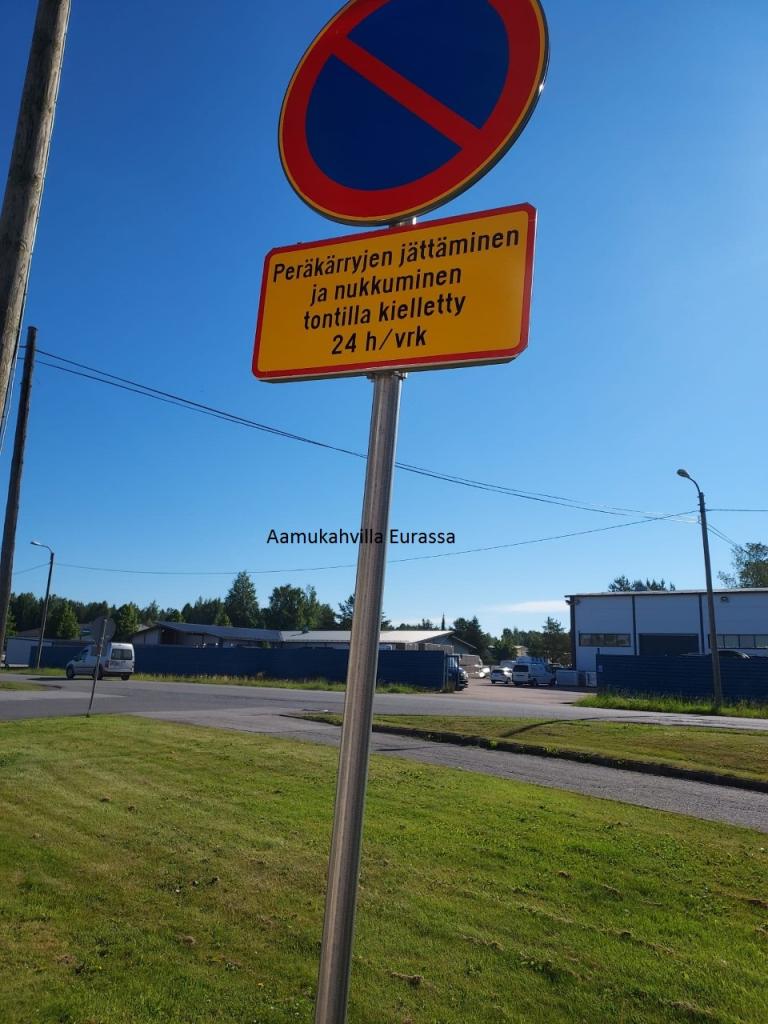 Peräkärryjen jättäminen
ja nukkuminen
tontilla kielletty
24 h/vrk
Aamukahvilla Eurassa